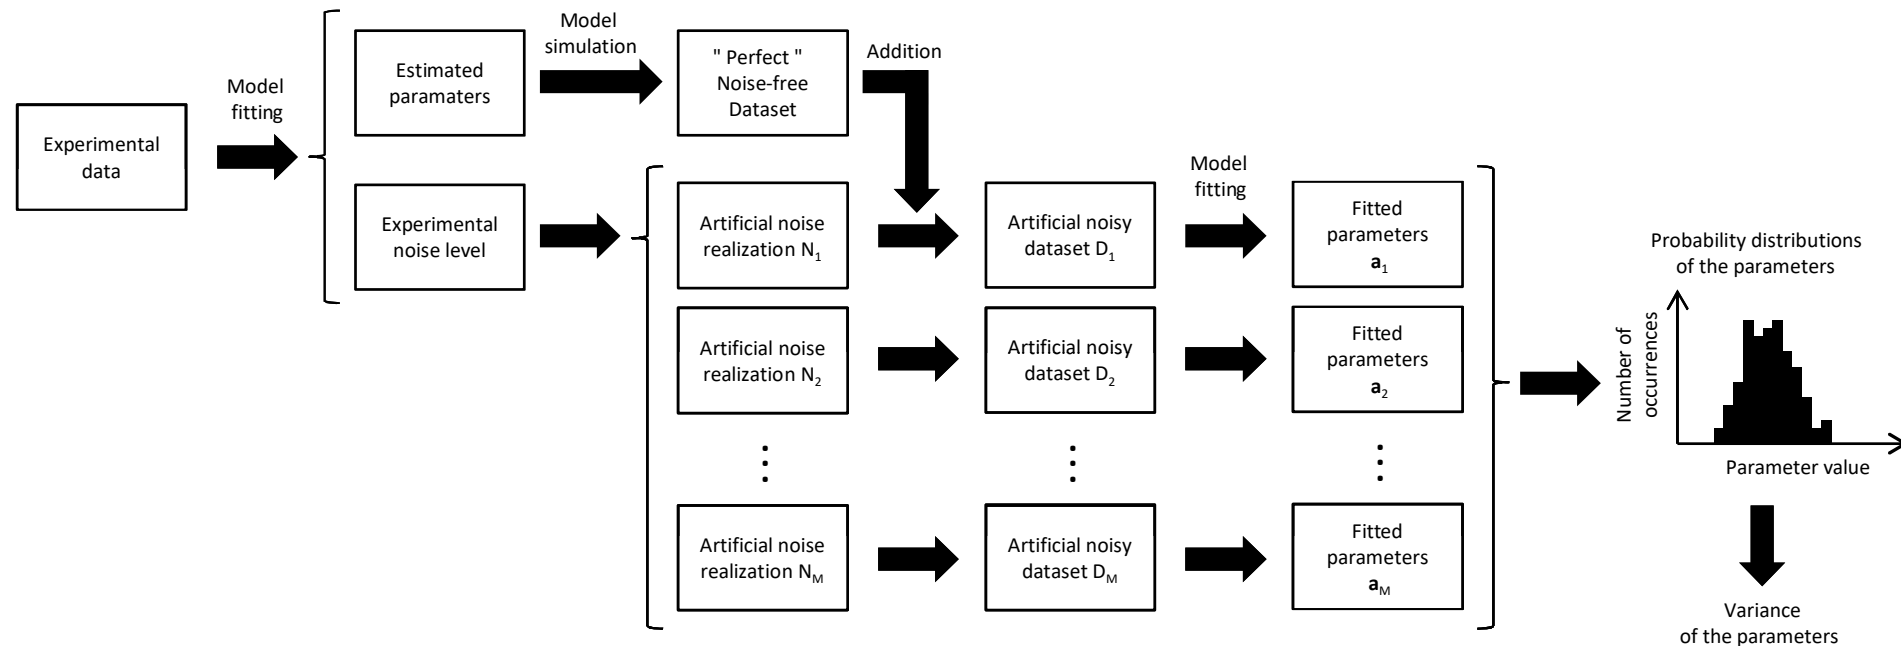 Experimental
data
Model
fitting
Estimated
paramaters
Model
simulation
" Perfect "
Noise-free
Dataset
Addition
Experimental
noise level
Artificial noise
realization N1
Artificial noisy
dataset D1
Model
fitting
Fitted
parameters
a1
Artificial noise
realization N2
Artificial noisy
dataset D2
Fitted
parameters
a2
Artificial noise
realization NM
Artificial noisy
dataset DM
Fitted
parameters
aM
Probability distributions
of the parameters
Number of
occurrences
Parameter value
Variance
of the parameters